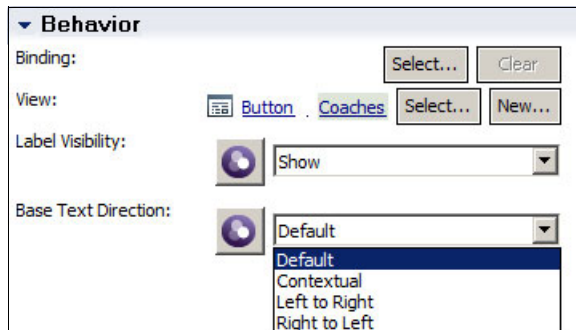 Behavior
Binding:
Select... Clear
View:
Button . Coaches Select... New...
Label Visibility:
Show
Base Text Direction:
Default
Default
Contextual
Left to Right
Right to Left